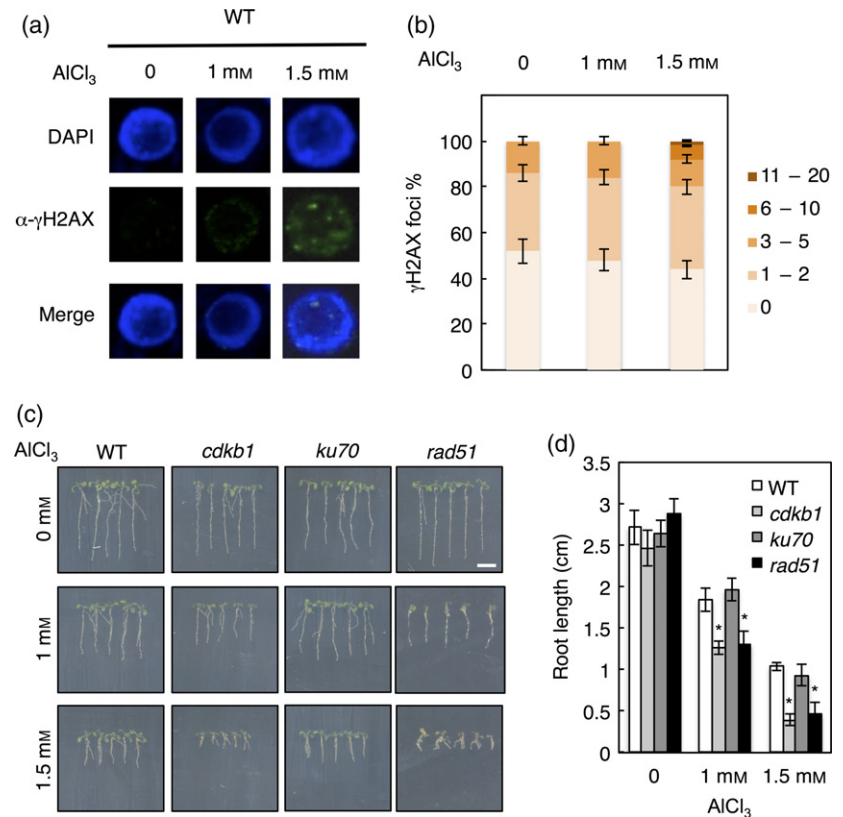 (a)
WT
AlCl₃ 0 1 mM 1.5 mM
DAPI
α-γH2AX
Merge
(b)
AlCl₃ 0 1 mM 1.5 mM
γH2AX foci %
100
80
60
40
20
0
11 – 20
6 – 10
3 – 5
1 – 2
0
(c)
AlCl₃ WT cdkb1 ku70 rad51
0 mM
1 mM
1.5 mM
(d)
Root length (cm)
3.5
3
2.5
2
1.5
1
0.5
0
WT
cdkb1
ku70
rad51
* *
* *
0 1 mM 1.5 mM
AlCl₃